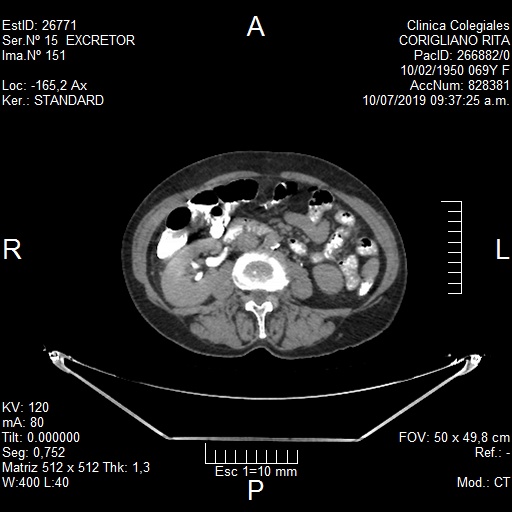 EstID: 26771
Ser.Nº 15 EXCRETOR
Ima.Nº 151
Loc: -165,2 Ax
Ker.: STANDARD
A
Clinica Colegiales
CORIGLIANO RITA
PacID: 266882/0
10/02/1950 069Y F
AccNum: 828381
10/07/2019 09:37:25 a.m.
R
L
KV: 120
mA: 80
Tilt: 0.000000
Seg: 0,752
Matriz 512 x 512 Thk: 1,3
W:400 L:40
Esc 1=10 mm
P
FOV: 50 x 49,8 cm
Ref.: -
Mod.: CT